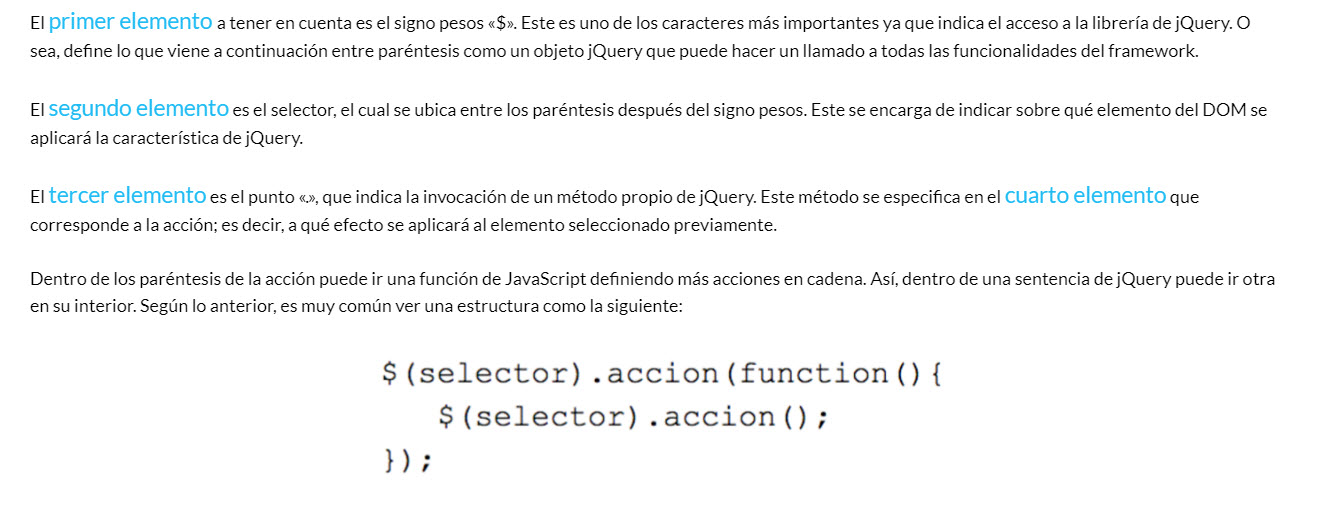 El primer elemento a tener en cuenta es el signo pesos «$». Este es uno de los caracteres más importantes ya que indica el acceso a la librería de jQuery. O
sea, define lo que viene a continuación entre paréntesis como un objeto jQuery que puede hacer un llamado a todas las funcionalidades del framework.
El segundo elemento es el selector, el cual se ubica entre los paréntesis después del signo pesos. Este se encarga de indicar sobre qué elemento del DOM se
aplicará la característica de jQuery.
El tercer elemento es el punto «.», que indica la invocación de un método propio de jQuery. Este método se especifica en el cuarto elemento que
corresponde a la acción; es decir, a qué efecto se aplicará al elemento seleccionado previamente.
Dentro de los paréntesis de la acción puede ir una función de JavaScript definiendo más acciones en cadena. Así, dentro de una sentencia de jQuery puede ir otra
en su interior. Según lo anterior, es muy común ver una estructura como la siguiente:
$(selector).accion(function(){
$(selector).accion();
});